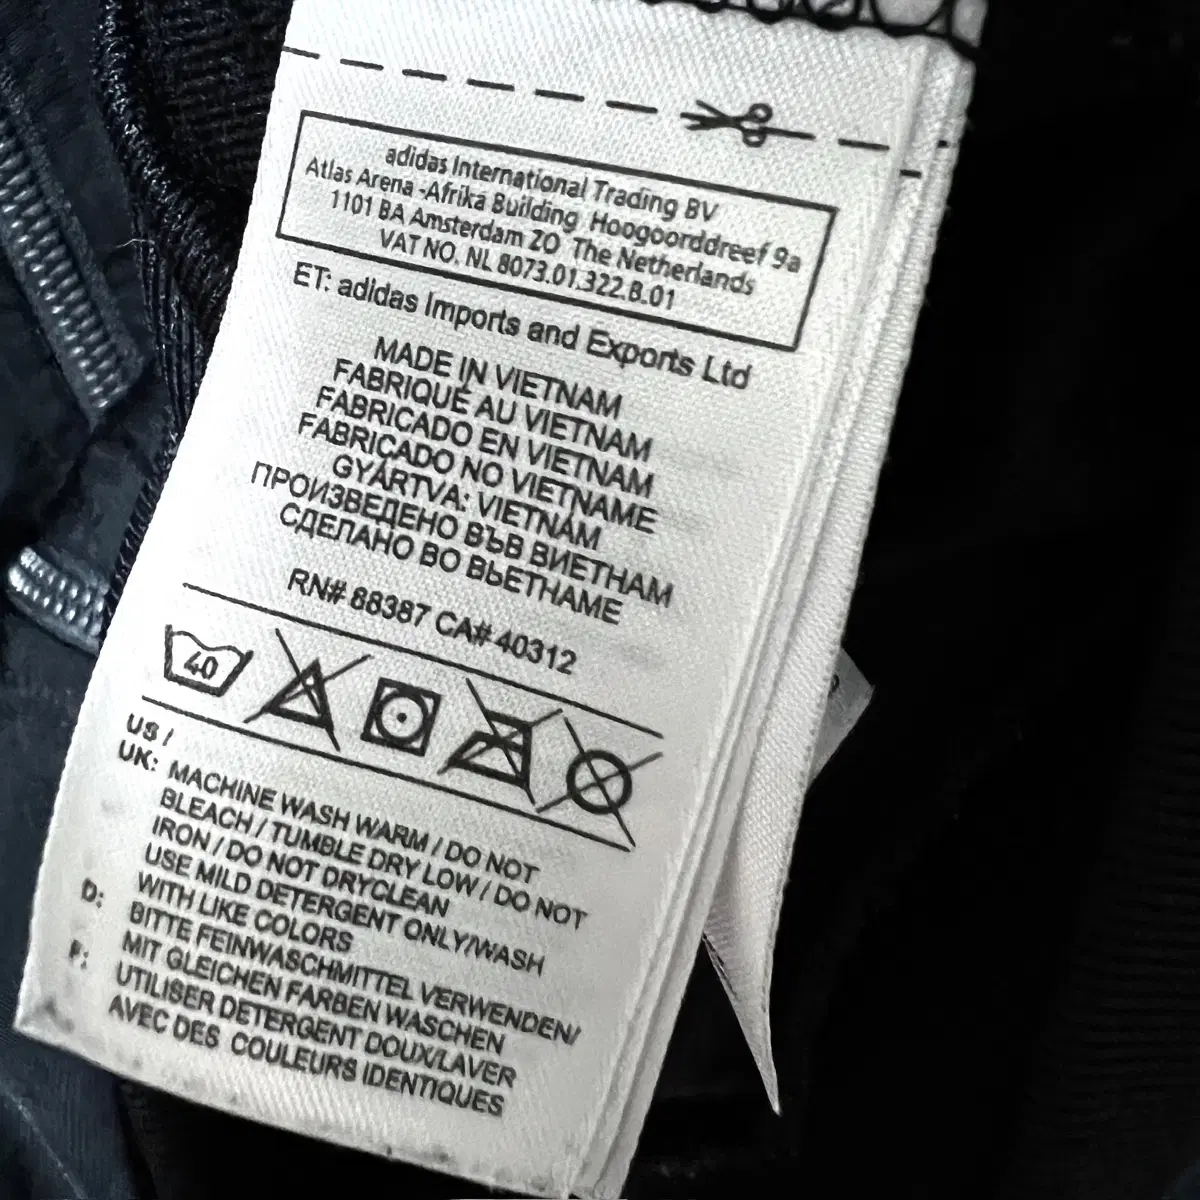 adidas International Trading BV
Atlas Arena -Afrika Building Hoogoorddreef 9a
1101 BA Amsterdam ZO The Netherlands
VAT NO. NL 8073.01.322.B.01
ET: adidas Imports and Exports Ltd
MADE IN VIETNAM
FABRIQUÉ AU VIETNAM
FABRICADO EN VIETNAM
FABRICADO NO VIETNAME
GYÁRTVA: VIETNÁM
ПРОИЗВЕДЕНО ВЪВ ВИЕТНАМ
СДЕЛАНО ВО ВЬЕТНАМЕ
RN# 88387 CA# 40312
40
US /
UK: MACHINE WASH WARM / DO NOT
BLEACH / TUMBLE DRY LOW / DO NOT
IRON / DO NOT DRYCLEAN
USE MILD DETERGENT ONLY/WASH
WITH LIKE COLORS
D: BITTE FEINWASCHMITTEL VERWENDEN/
MIT GLEICHEN FARBEN WASCHEN
F: UTILISER DETERGENT DOUX/LAVER
AVEC DES COULEURS IDENTIQUES